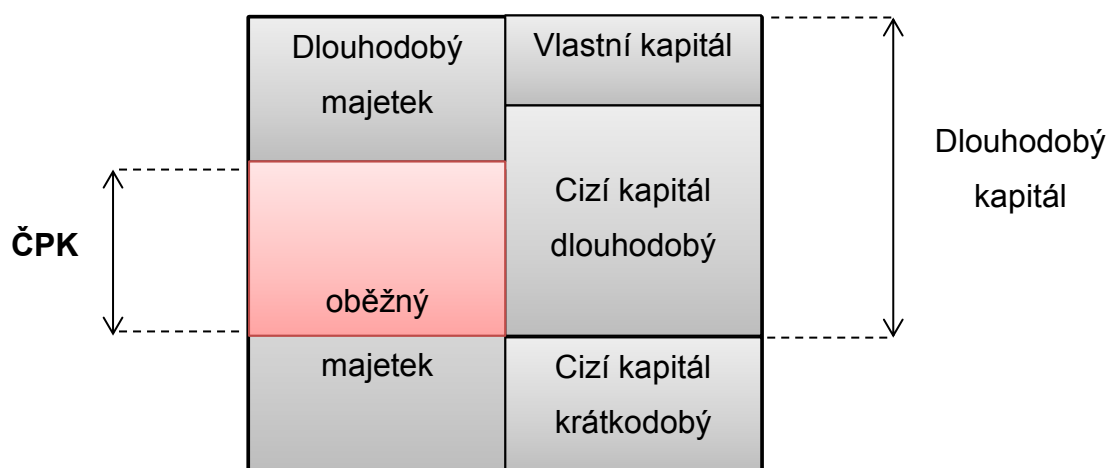 Dlouhodobý
majetek
Vlastní kapitál
Dlouhodobý
kapitál
Cizí kapitál
dlouhodobý
ČPK
oběžný
majetek
Cizí kapitál
krátkodobý